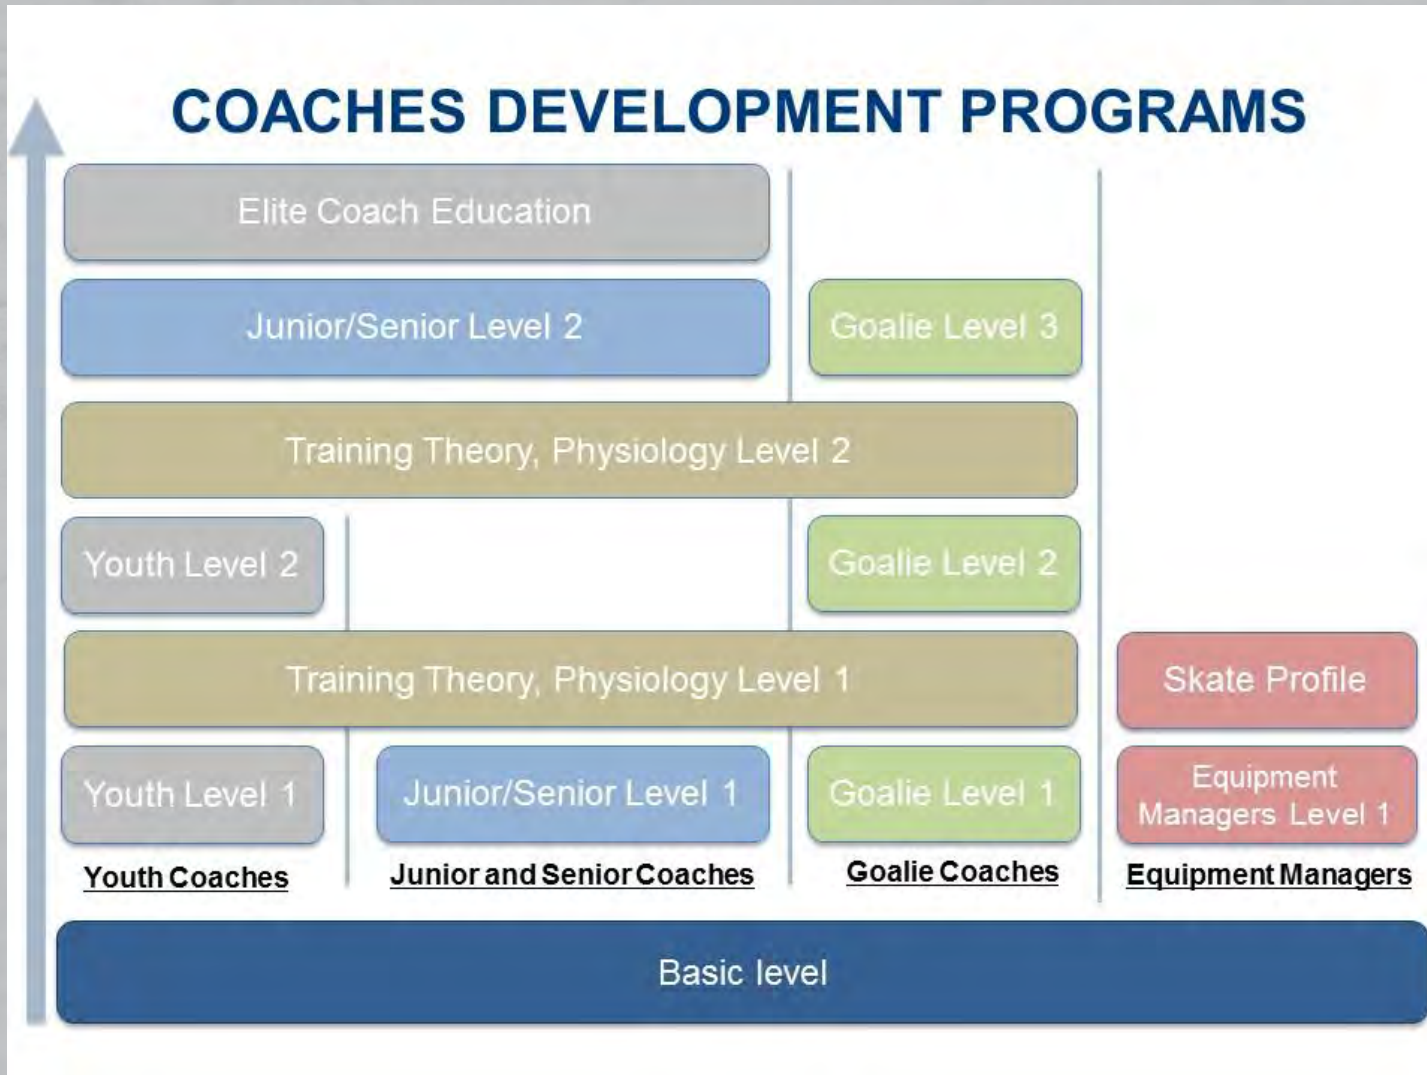 COACHES DEVELOPMENT PROGRAMS
Elite Coach Education
Junior/Senior Level 2
Goalie Level 3
Training Theory, Physiology Level 2
Youth Level 2
Goalie Level 2
Training Theory, Physiology Level 1
Skate Profile
Youth Level 1
Junior/Senior Level 1
Goalie Level 1
Equipment
Managers Level 1
Youth Coaches
Junior and Senior Coaches
Goalie Coaches
Equipment Managers
Basic level